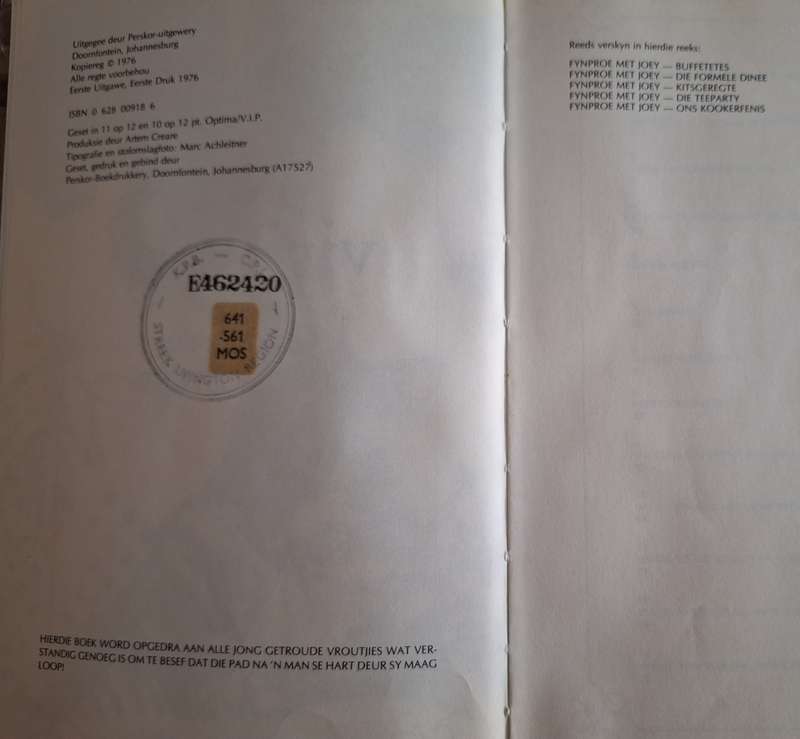 Uitgegee deur Perskor-uitgewery
Doornfontein, Johannesburg
Kopiereg © 1976
Alle regte voorbehou
Eerste Uitgawe, Eerste Druk 1976
ISBN 0 628 00918 6
Geset in 11 op 12 en 10 op 12 pt. Optima/V.I.P.
Produksie deur Artem Creare
Tipografie en stofomslagfoto: Marc Achleitner
Geset, gedruk en gebind deur
Perskor-Boekdrukkery, Doornfontein, Johannesburg (A17527)
K.P.B. — C.P.
E462420
641
.561
MOS
STREEK REGION
HIERDIE BOEK WORD OPGEDRA AAN ALLE JONG GETROUDE VROUTJIES WAT VER-
STANDIG GENOEG IS OM TE BESEF DAT DIE PAD NA 'N MAN SE HART DEUR SY MAAG
LOOP!
Reeds verskyn in hierdie reeks:
FYNPROE MET JOEY — BUFFETETES
FYNPROE MET JOEY — DIE FORMELE DINEE
FYNPROE MET JOEY — KITSGEREGTE
FYNPROE MET JOEY — DIE TEEPARTY
FYNPROE MET JOEY — ONS KOOKERFENIS